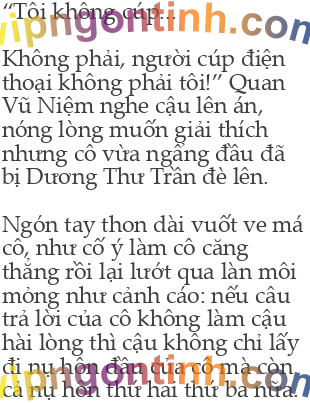 “Tôi không cúp...
vipngontinh.com
Không phải, người cúp điện
thoại không phải tôi!” Quan
Vũ Niệm nghe cậu lên án,
nóng lòng muốn giải thích
nhưng cô vừa ngẩng đầu đã
bị Dương Thư Trần đè lên.
Ngón tay thon dài vuốt ve má
cô, như cố ý làm cô căng
thẳng rồi lại lướt qua làn môi
mỏng như cảnh cáo: nếu câu
trả lời của cô không làm cậu
hài lòng thì cậu không chỉ lấy
đi nụ hôn đầu của cô mà còn
vipngontinh.com
cả nụ hôn thứ hai thứ ba nữa.